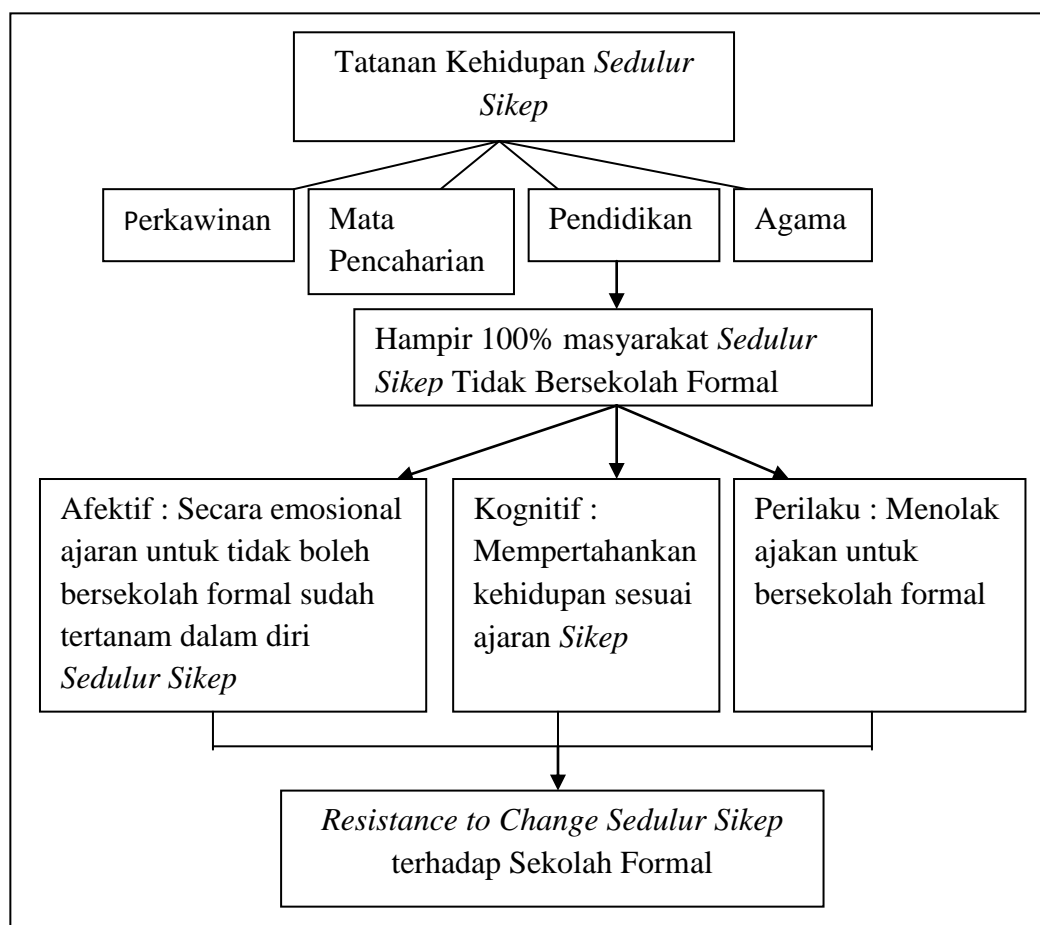 Tatanan Kehidupan Sedulur
Sikep
Perkawinan
Mata
Pencaharian
Pendidikan
Agama
Hampir 100% masyarakat Sedulur
Sikep Tidak Bersekolah Formal
Afektif : Secara emosional
ajaran untuk tidak boleh
bersekolah formal sudah
tertanam dalam diri
Sedulur Sikep
Kognitif :
Mempertahankan
kehidupan sesuai
ajaran Sikep
Perilaku : Menolak
ajakan untuk
bersekolah formal
Resistance to Change Sedulur Sikep
terhadap Sekolah Formal